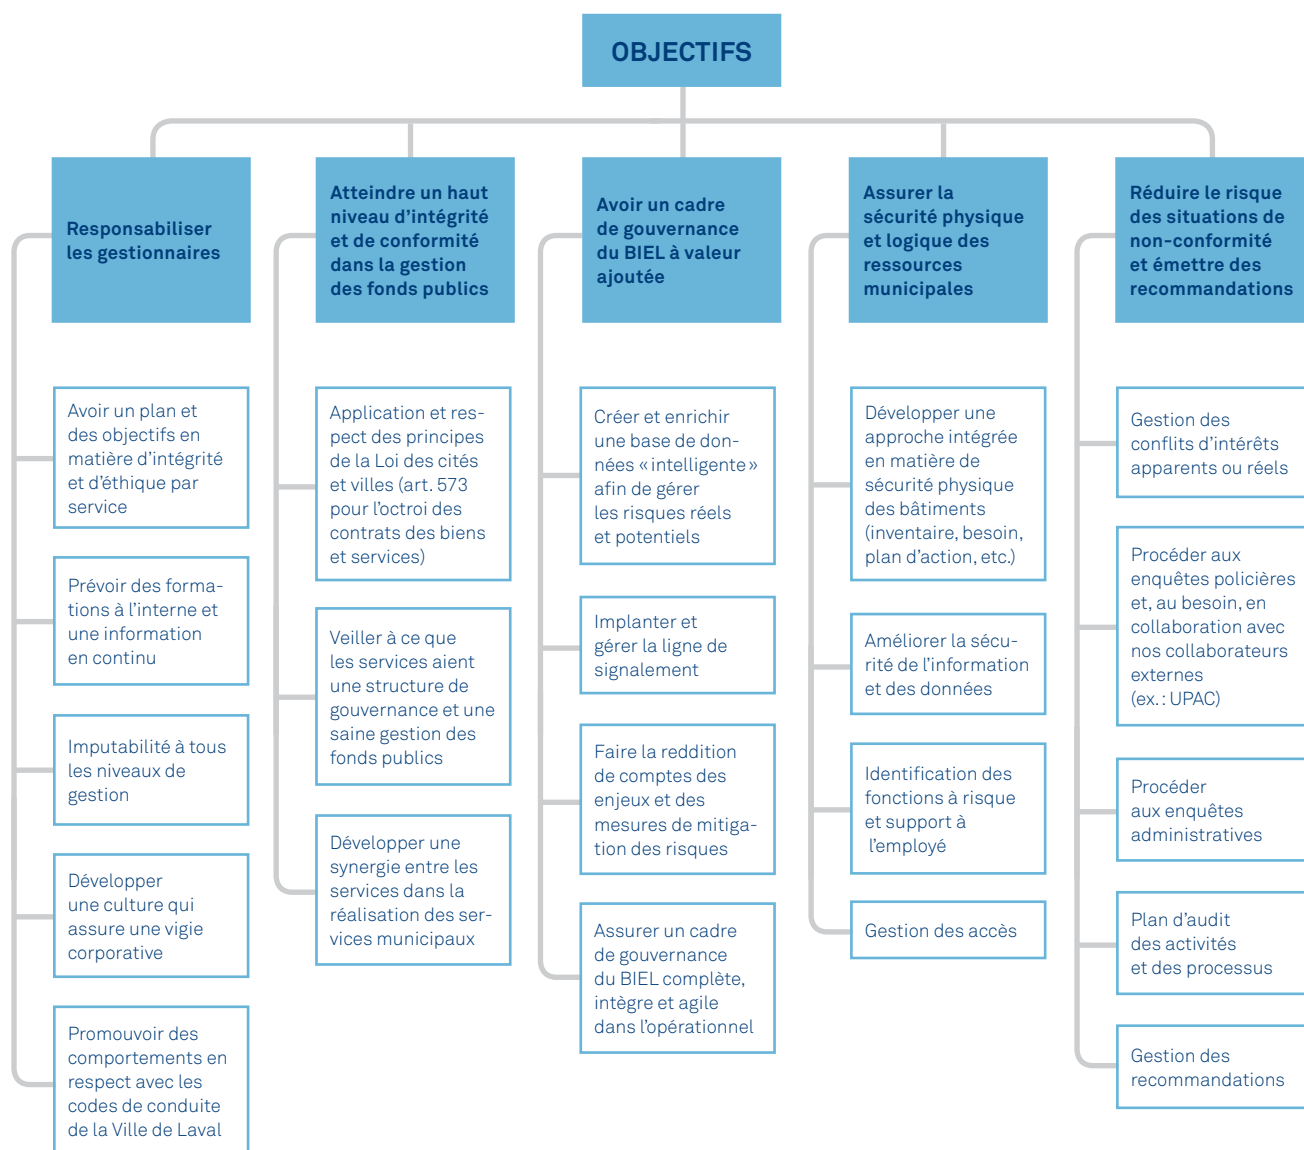 OBJECTIFS
Responsabiliser
les gestionnaires
Avoir un plan et
des objectifs en
matière d'intégrité
et d'éthique par
service
Prévoir des forma-
tions à l'interne et
une information
en continu
Imputabilité à tous
les niveaux de
gestion
Développer
une culture qui
assure une vigie
corporative
Promouvoir des
comportements en
respect avec les
codes de conduite
de la Ville de Laval
Atteindre un haut
niveau d'intégrité
et de conformité
dans la gestion
des fonds publics
Application et res-
pect des principes
de la Loi des cités
et villes (art. 573
pour l'octroi des
contrats des biens
et services)
Veiller à ce que
les services aient
une structure de
gouvernance et une
saine gestion des
fonds publics
Développer une
synergie entre les
services dans la
réalisation des ser-
vices municipaux
Avoir un cadre
de gouvernance
du BIEL à valeur
ajoutée
Créer et enrichir
une base de don-
nées « intelligente »
afin de gérer
les risques réels
et potentiels
Implanter et
gérer la ligne de
signalement
Faire la reddition
de comptes des
enjeux et des
mesures de mitiga-
tion des risques
Assurer un cadre
de gouvernance
du BIEL complète,
intègre et agile
dans l'opérationnel
Assurer la
sécurité physique
et logique des
ressources
municipales
Développer une
approche intégrée
en matière de
sécurité physique
des bâtiments
(inventaire, besoin,
plan d'action, etc.)
Améliorer la sécu-
rité de l'information
et des données
Identification des
fonctions à risque
et support à
l'employé
Gestion des accès
Réduire le risque
des situations de
non-conformité
et émettre des
recommandations
Gestion des
conflits d'intérêts
apparents ou réels
Procéder aux
enquêtes policières
et, au besoin, en
collaboration avec
nos collaborateurs
externes
(ex. : UPAC)
Procéder
aux enquêtes
administratives
Plan d'audit
des activités
et des processus
Gestion des
recommandations